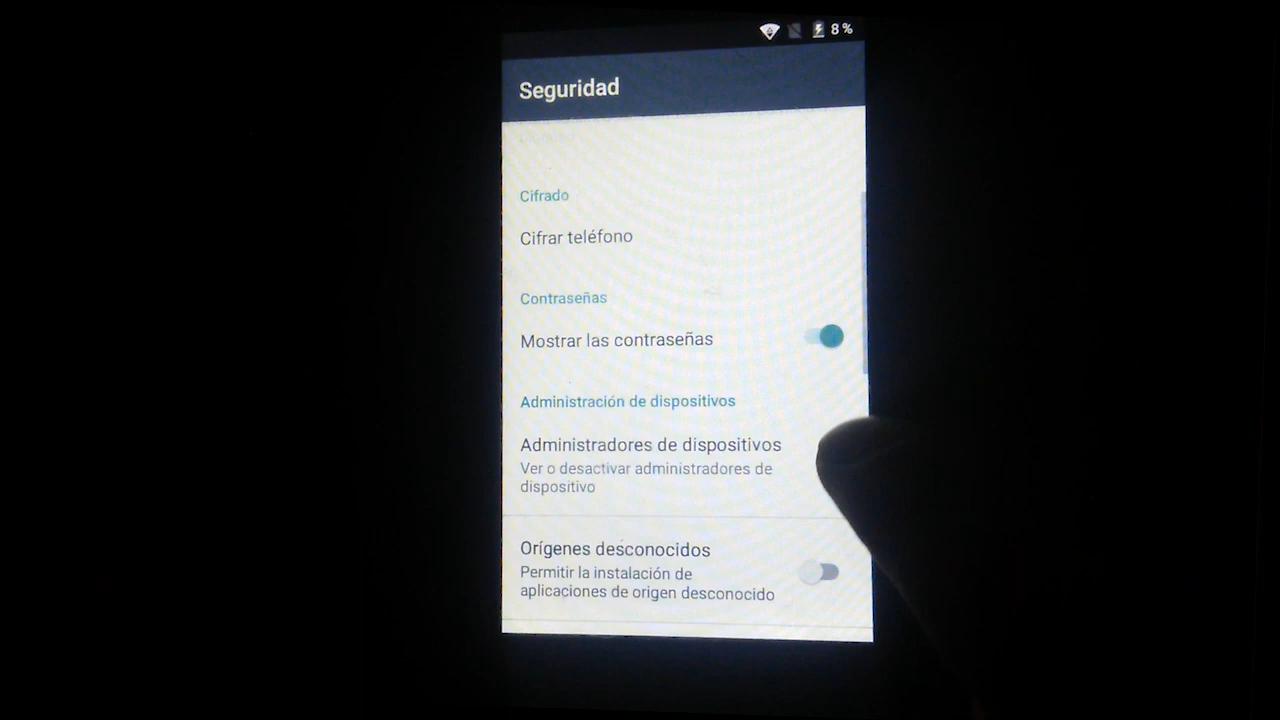 8 %
Seguridad
Cifrado
Cifrar teléfono
Contraseñas
Mostrar las contraseñas
Administración de dispositivos
Administradores de dispositivos
Ver o desactivar administradores de
dispositivo
Orígenes desconocidos
Permitir la instalación de
aplicaciones de origen desconocido